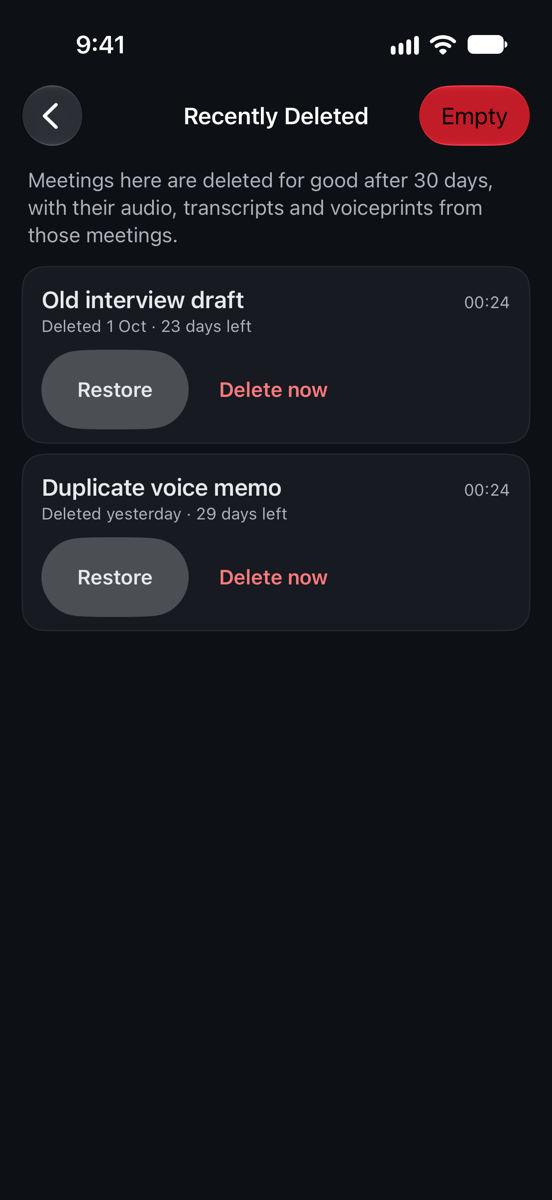 9:41
Recently Deleted
Empty
Meetings here are deleted for good after 30 days,
with their audio, transcripts and voiceprints from
those meetings.
Old interview draft
00:24
Deleted 1 Oct · 23 days left
Restore
Delete now
Duplicate voice memo
00:24
Deleted yesterday · 29 days left
Restore
Delete now